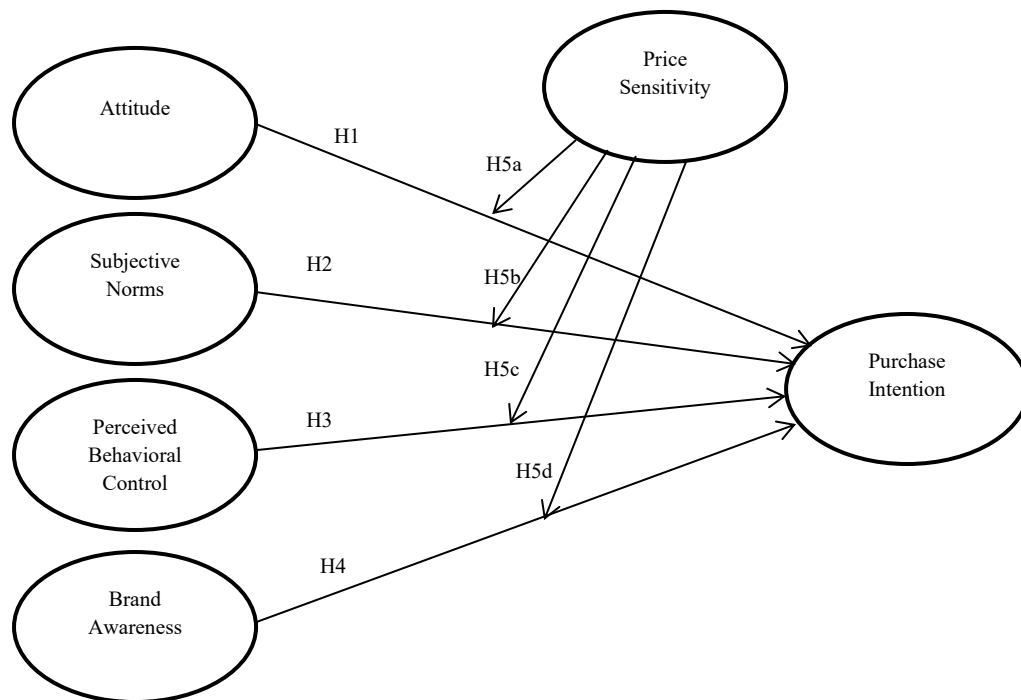 Price
Sensitivity
Attitude
H1
H5a
Subjective
Norms
H2
H5b
Purchase
Intention
H5c
Perceived
Behavioral
Control
H3
H5d
H4
Brand
Awareness